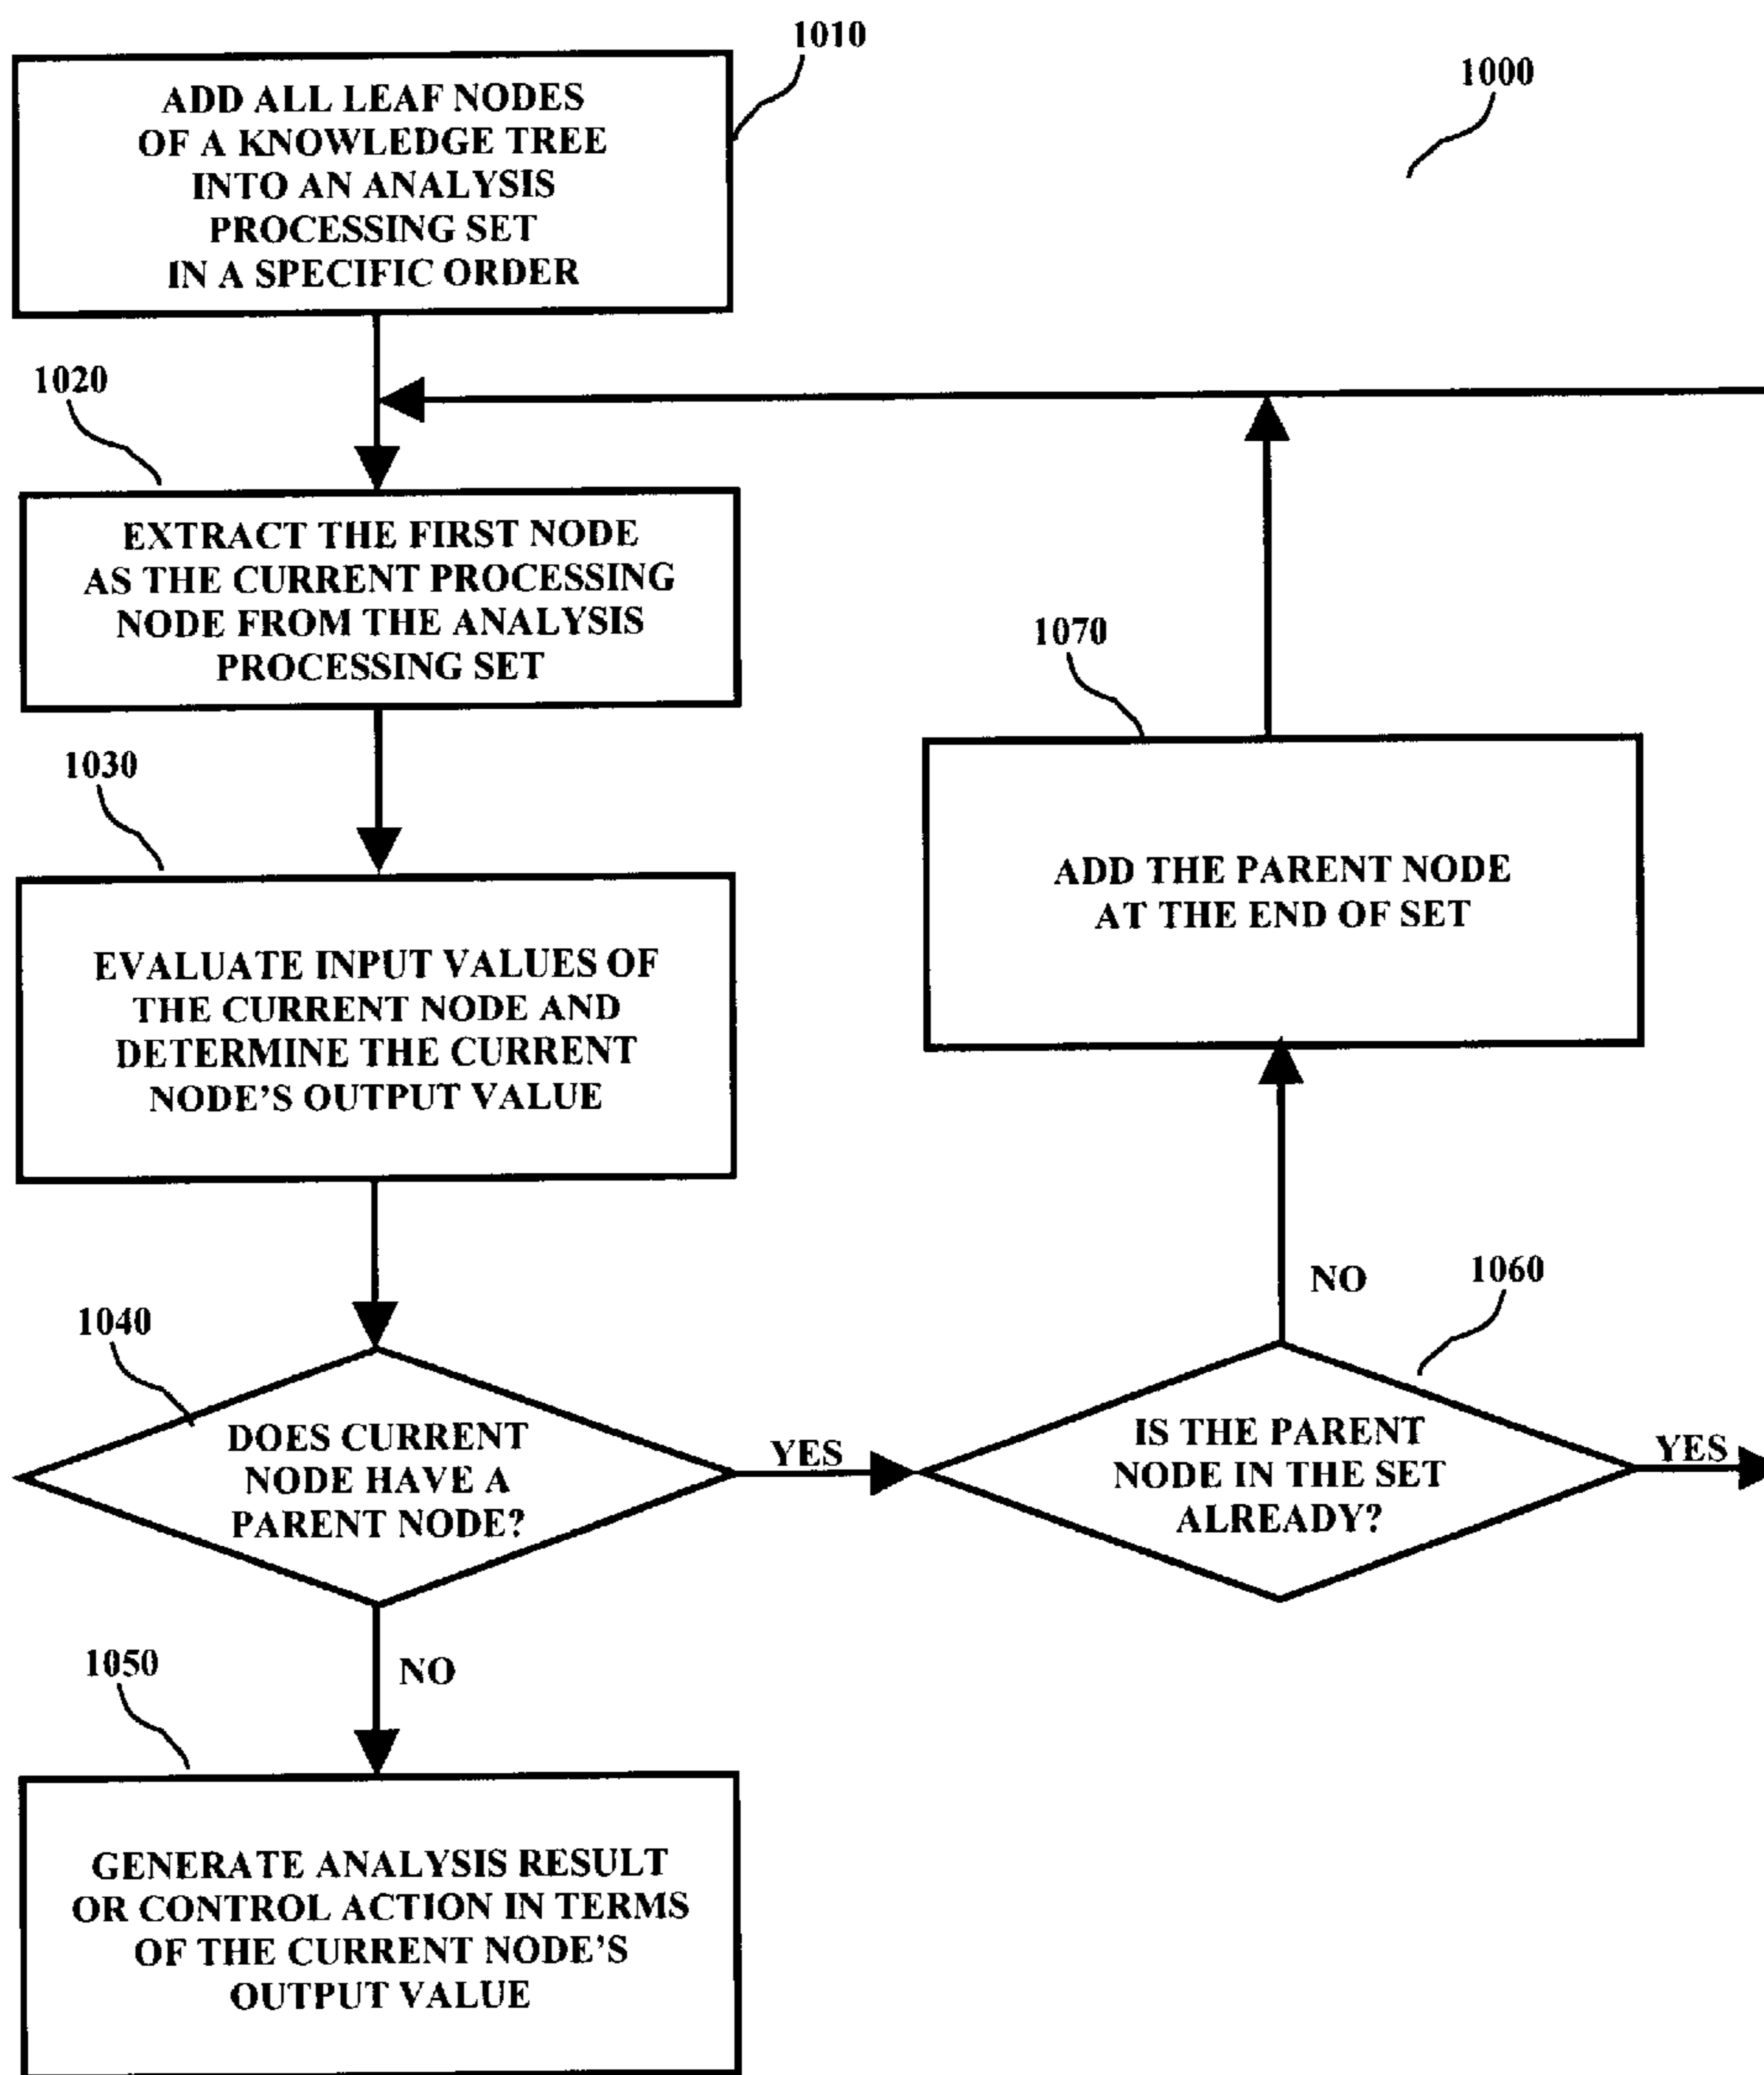 1010
1000
ADD ALL LEAF NODES
OF A KNOWLEDGE TREE
INTO AN ANALYSIS
PROCESSING SET
IN A SPECIFIC ORDER
1020
EXTRACT THE FIRST NODE
AS THE CURRENT PROCESSING
NODE FROM THE ANALYSIS
PROCESSING SET
1070
1030
ADD THE PARENT NODE
AT THE END OF SET
EVALUATE INPUT VALUES OF
THE CURRENT NODE AND
DETERMINE THE CURRENT
NODE'S OUTPUT VALUE
NO
1060
1040
DOES CURRENT
NODE HAVE A
PARENT NODE?
YES
IS THE PARENT
NODE IN THE SET
ALREADY?
YES
1050
NO
GENERATE ANALYSIS RESULT
OR CONTROL ACTION IN TERMS
OF THE CURRENT NODE'S
OUTPUT VALUE